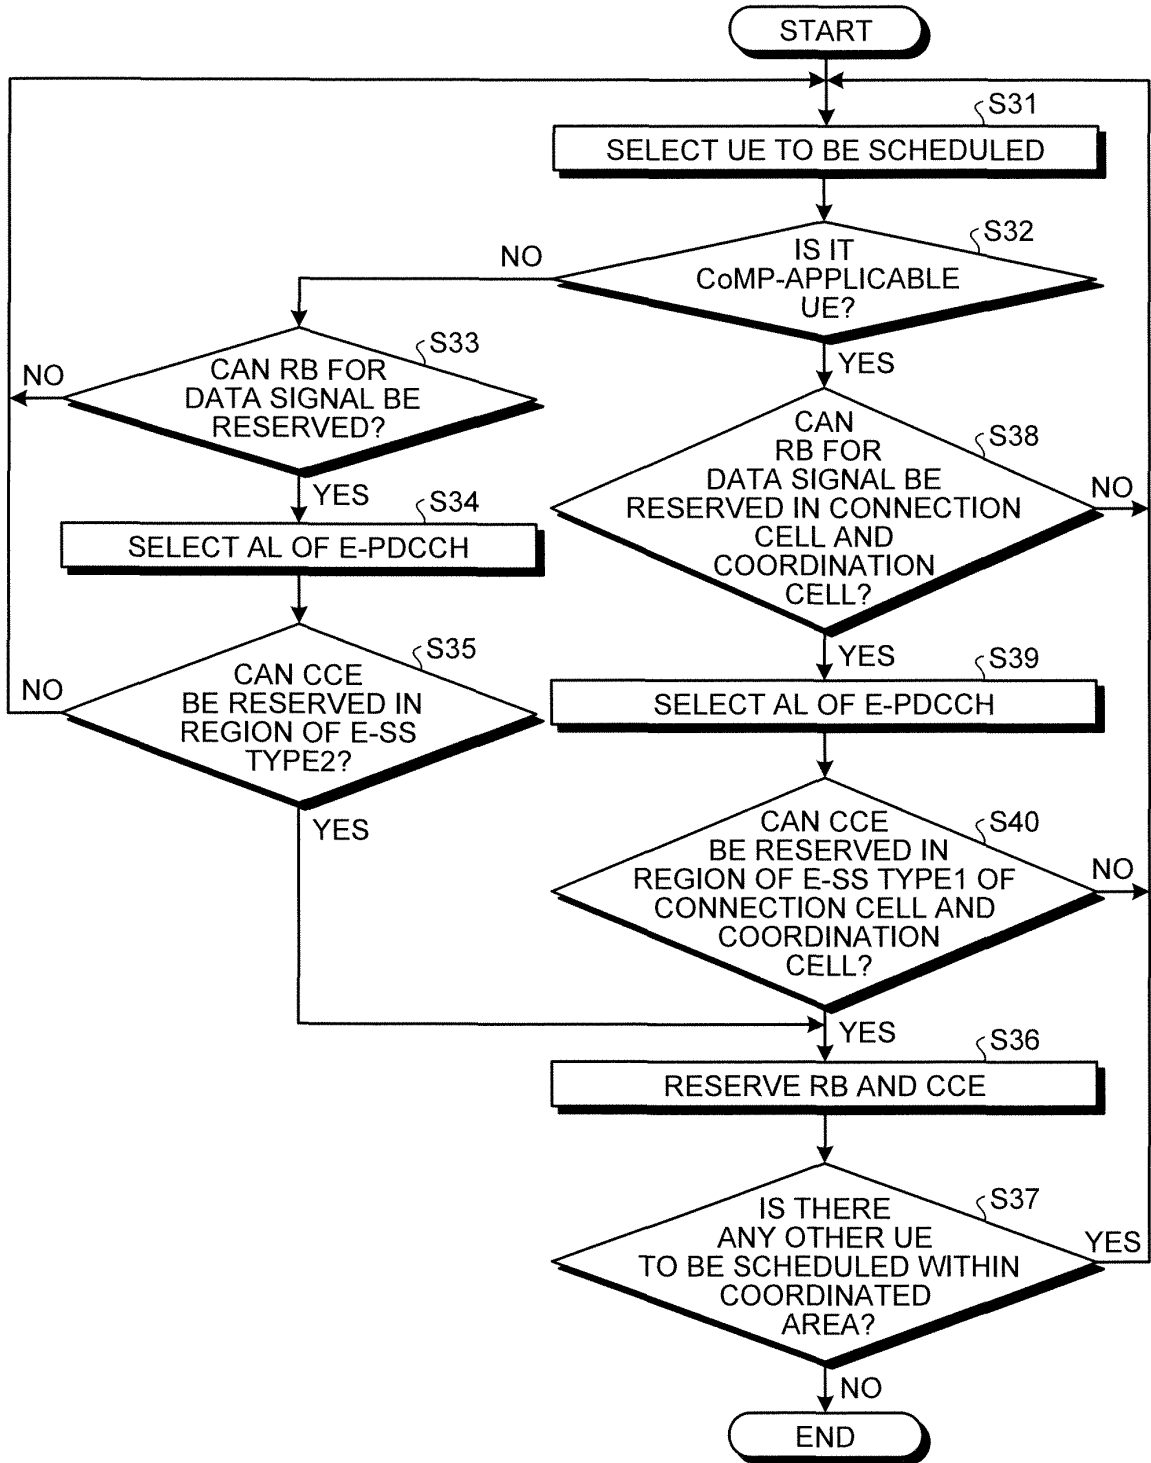 START
S31
SELECT UE TO BE SCHEDULED
S32
IS IT
CoMP-APPLICABLE
UE?
NO
YES
S33
CAN RB FOR
DATA SIGNAL BE
RESERVED?
NO
YES
S34
SELECT AL OF E-PDCCH
S35
CAN CCE
BE RESERVED IN
REGION OF E-SS
TYPE2?
NO
YES
S38
CAN
RB FOR
DATA SIGNAL BE
RESERVED IN CONNECTION
CELL AND
COORDINATION
CELL?
NO
YES
S39
SELECT AL OF E-PDCCH
S40
CAN CCE
BE RESERVED IN
REGION OF E-SS TYPE1 OF
CONNECTION CELL AND
COORDINATION
CELL?
NO
YES
S36
RESERVE RB AND CCE
S37
IS THERE
ANY OTHER UE
TO BE SCHEDULED WITHIN
COORDINATED
AREA?
YES
NO
END